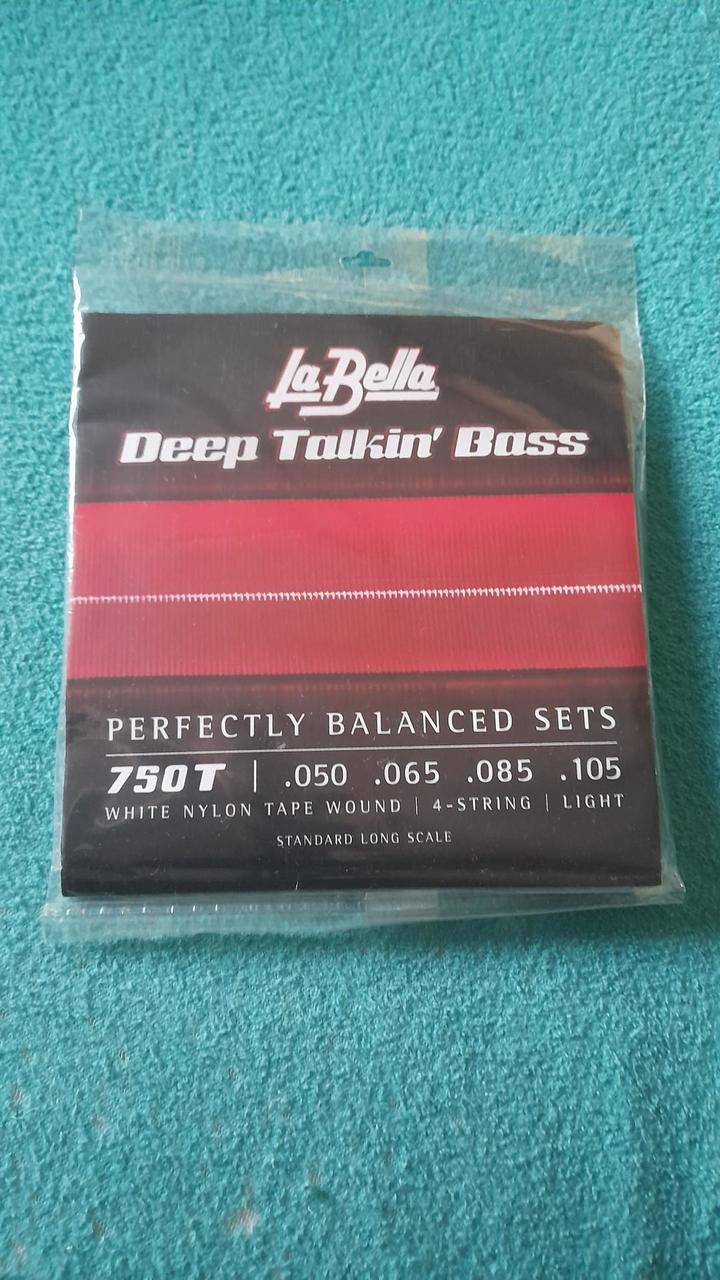 La Bella
Deep Talkin' Bass
PERFECTLY BALANCED SETS
750T | .050 .065 .085 .105
WHITE NYLON TAPE WOUND | 4-STRING | LIGHT
STANDARD LONG SCALE